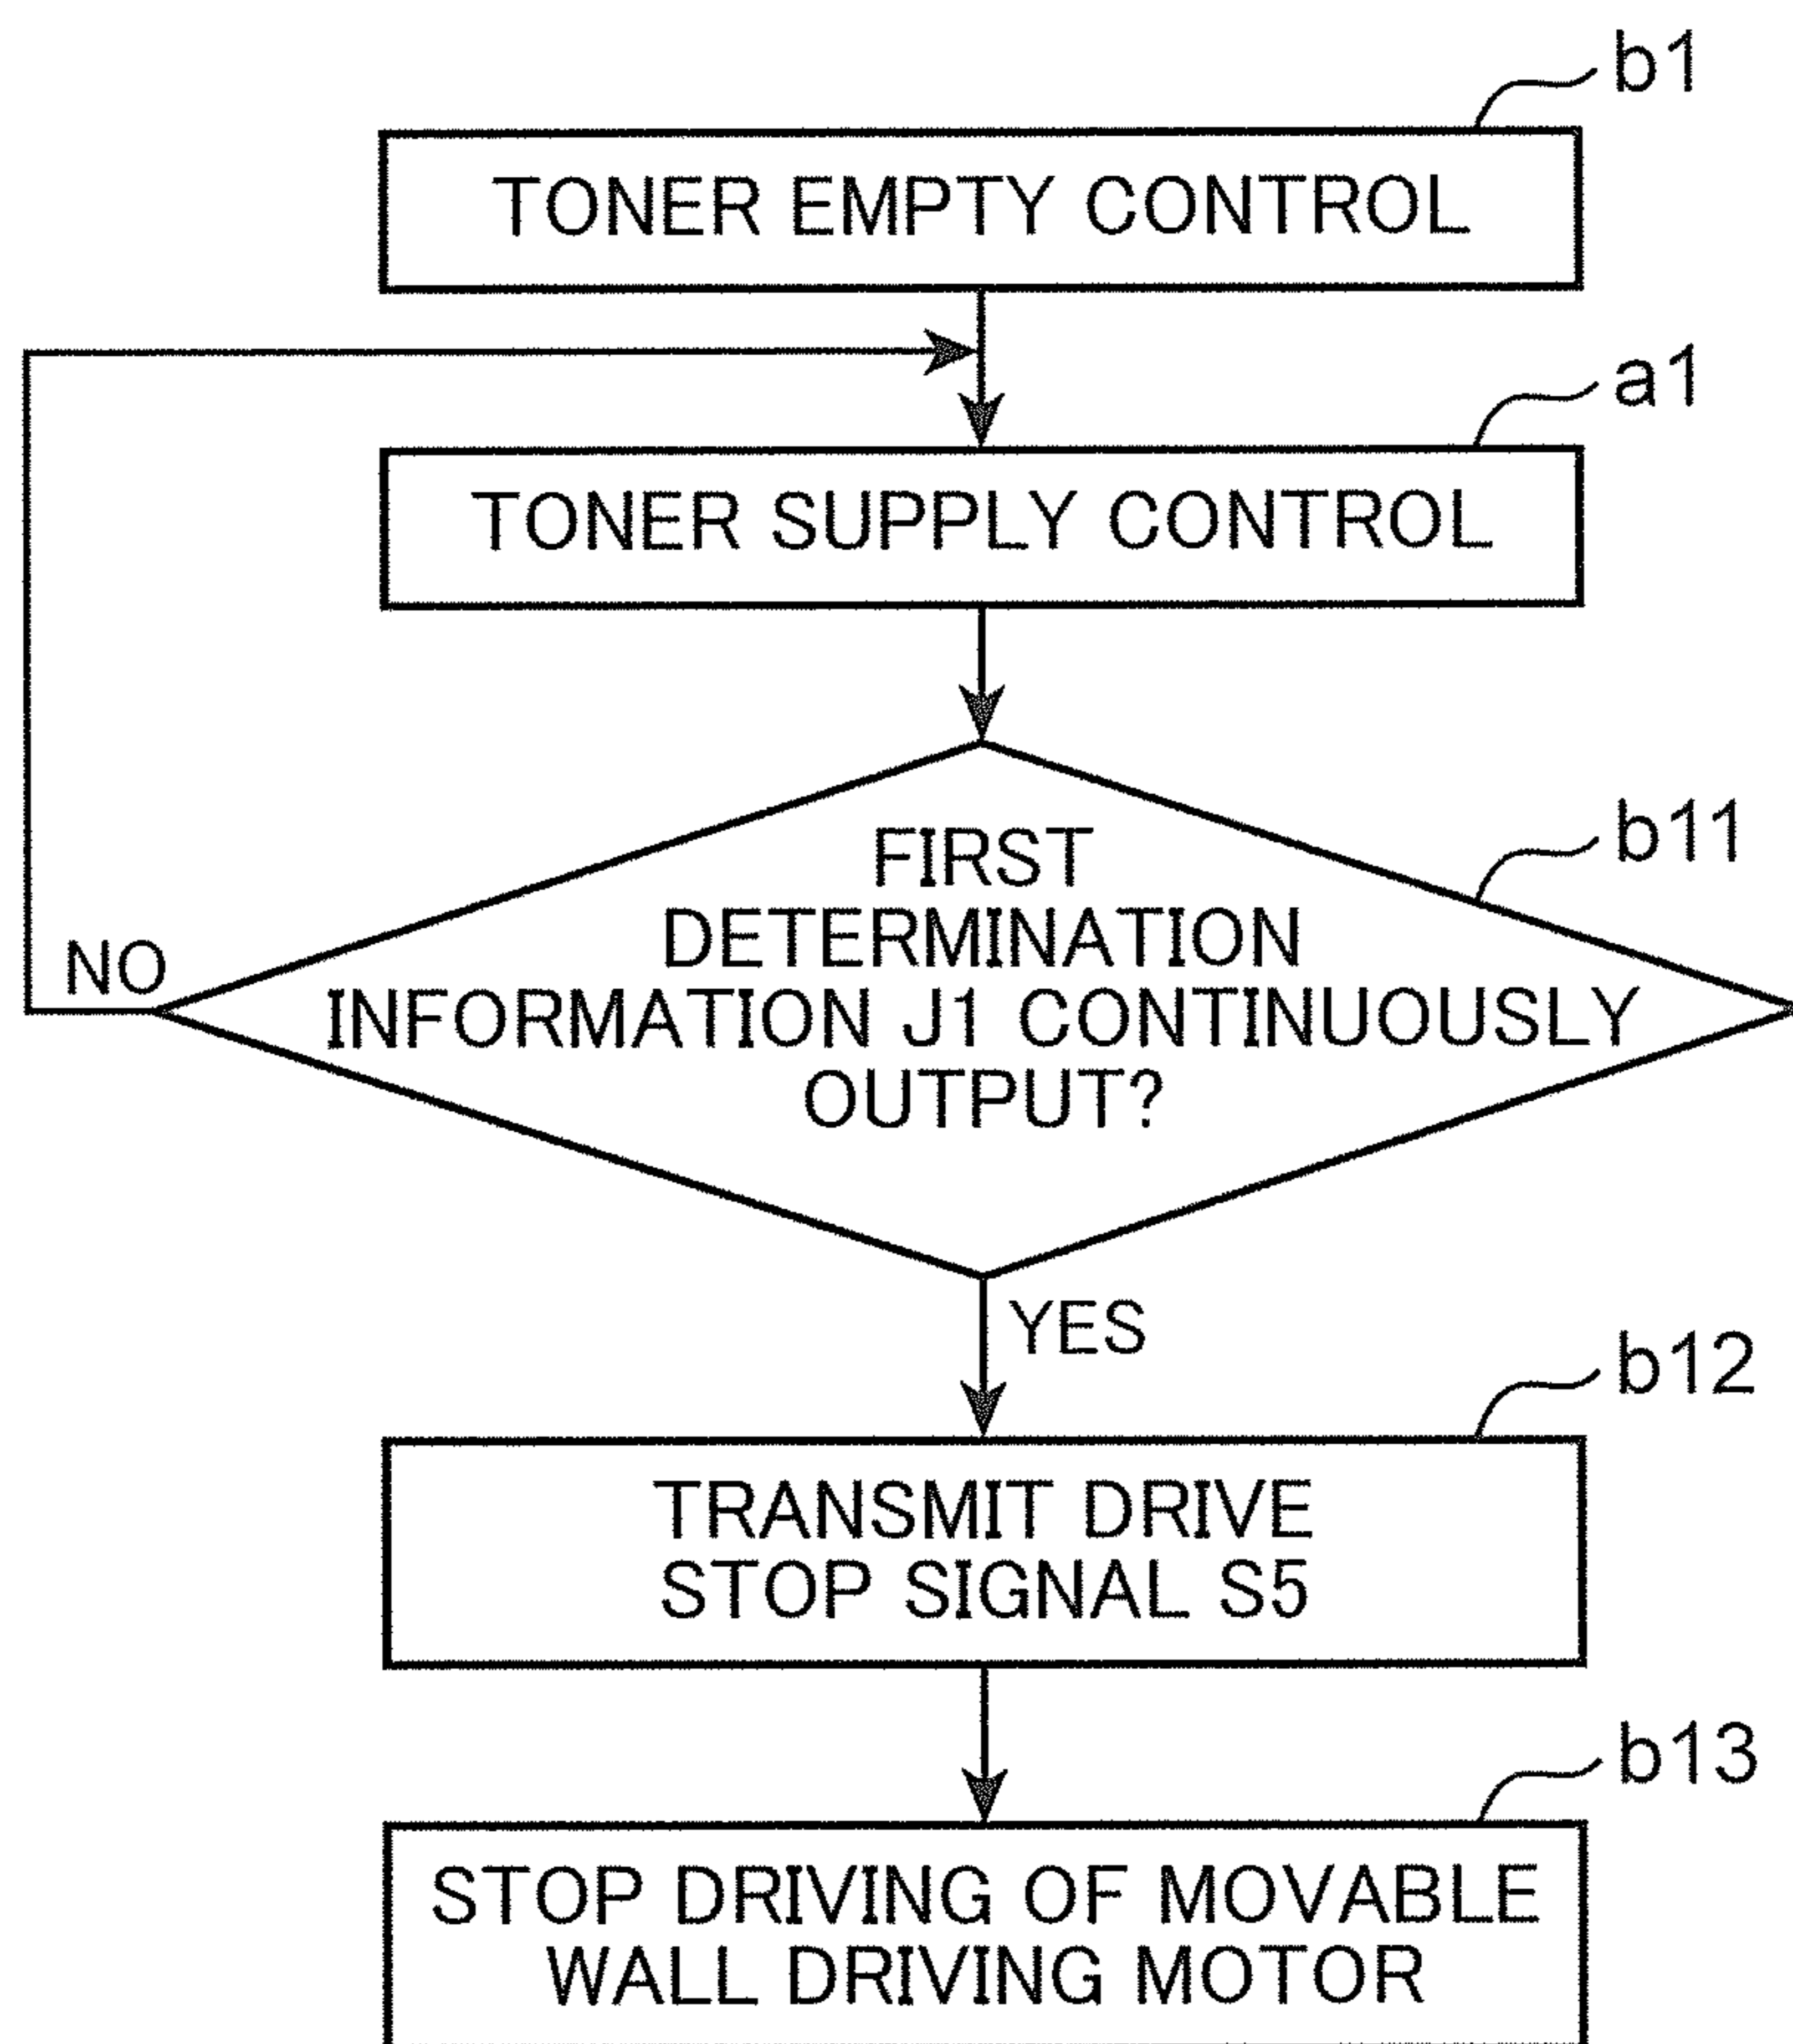 b1
TONER EMPTY CONTROL
a1
TONER SUPPLY CONTROL
b11
FIRST
DETERMINATION
INFORMATION J1 CONTINUOUSLY
OUTPUT?
NO
YES
b12
TRANSMIT DRIVE
STOP SIGNAL S5
b13
STOP DRIVING OF MOVABLE
WALL DRIVING MOTOR